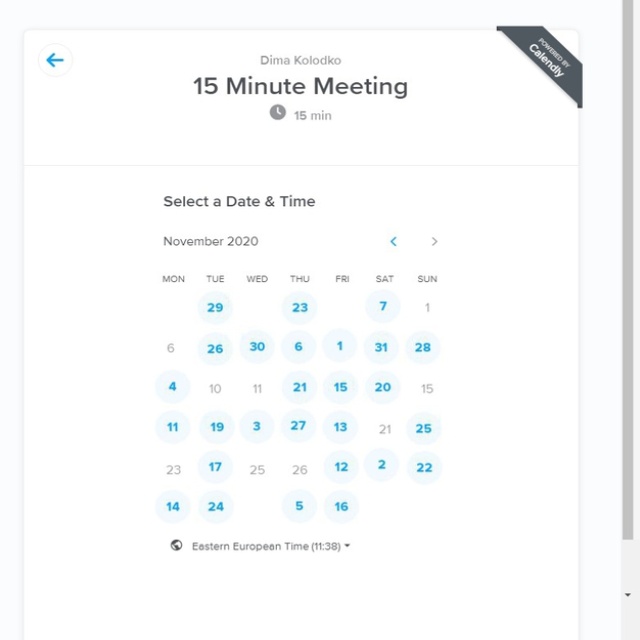 POWERED BY
Calendly
Dima Kolodko
15 Minute Meeting
15 min
Select a Date & Time
November 2020
MON TUE WED THU FRI SAT SUN
29 23 7 1
6 26 30 6 1 31 28
4 10 11 21 15 20 15
11 19 3 27 13 21 25
23 17 25 26 12 2 22
14 24 5 16
Eastern European Time (11:38)